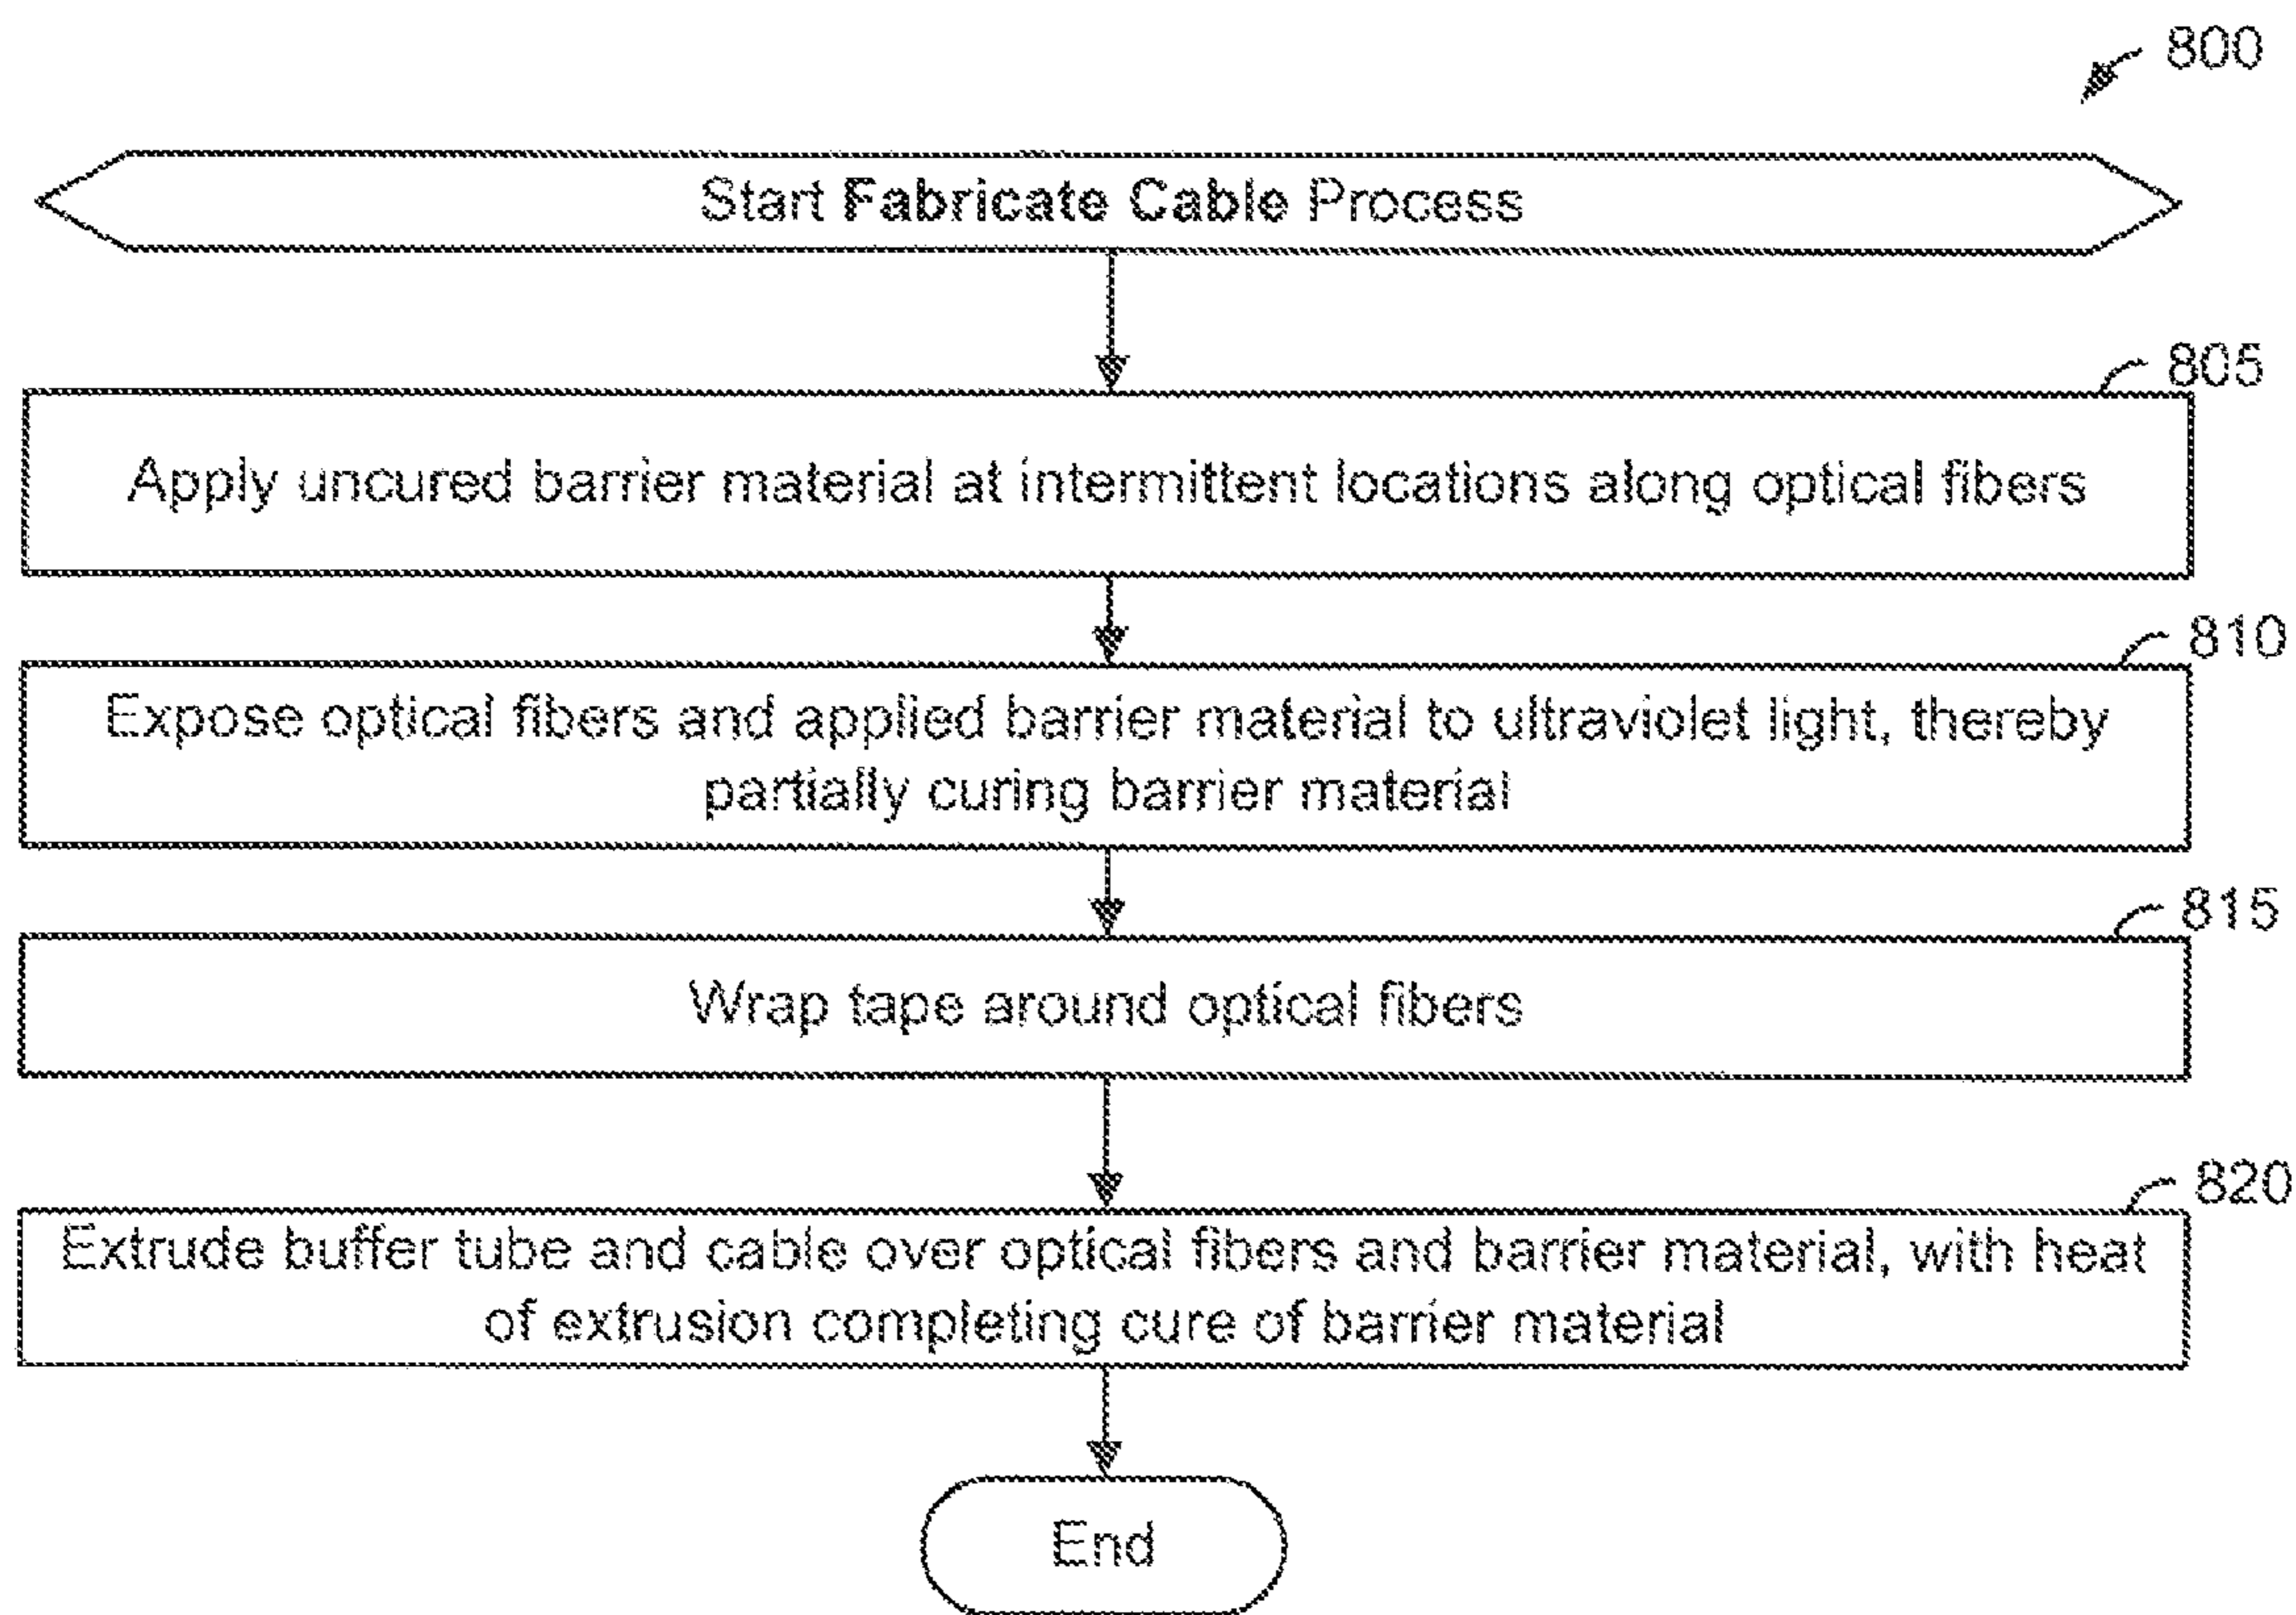 800
Start Fabricate Cable Process
805
Apply uncured barrier material at intermittent locations along optical fibers
810
Expose optical fibers and applied barrier material to ultraviolet light, thereby
partially curing barrier material
815
Wrap tape around optical fibers
820
Extrude buffer tube and cable over optical fibers and barrier material, with heat
of extrusion completing cure of barrier material
End